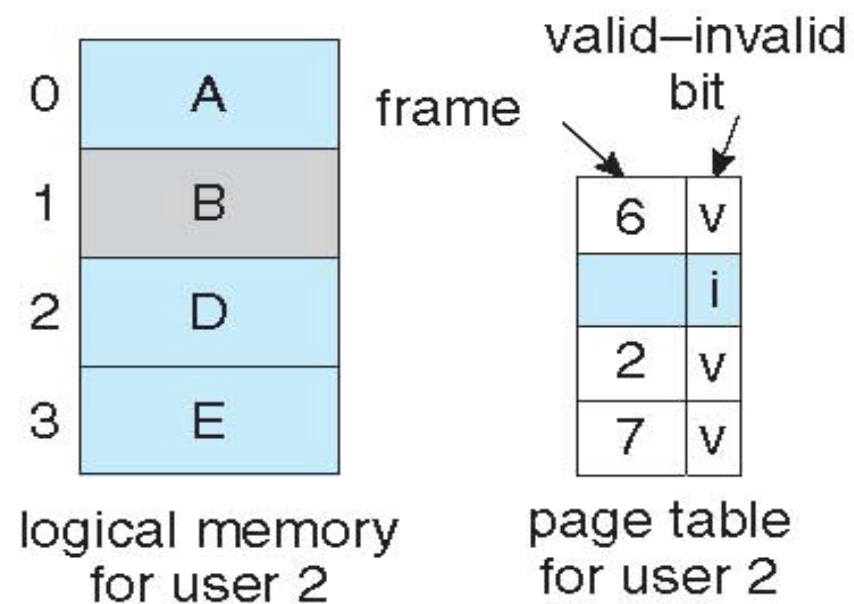 0
A
1
B
2
D
3
E
logical memory
for user 2
frame
valid–invalid
bit
6 v
i
2 v
7 v
page table
for user 2